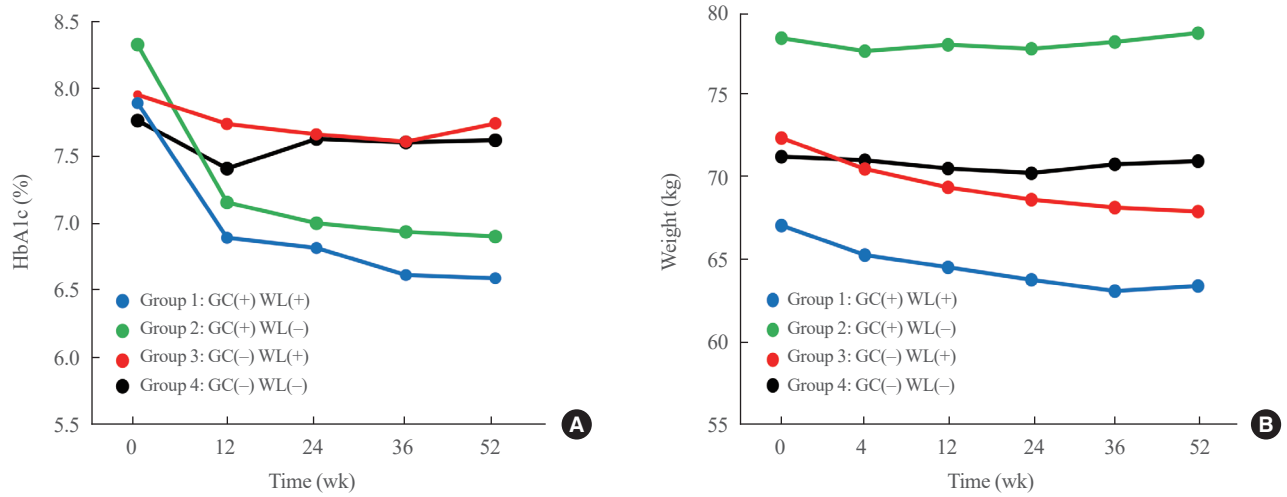 8.5
8.0
7.5
7.0
6.5
6.0
5.5
HbA1c (%)
Group 1: GC(+) WL(+)
Group 2: GC(+) WL(–)
Group 3: GC(–) WL(+)
Group 4: GC(–) WL(–)
0 12 24 36 52
Time (wk)
A
80
75
70
65
60
55
Weight (kg)
Group 1: GC(+) WL(+)
Group 2: GC(+) WL(–)
Group 3: GC(–) WL(+)
Group 4: GC(–) WL(–)
0 4 12 24 36 52
Time (wk)
B